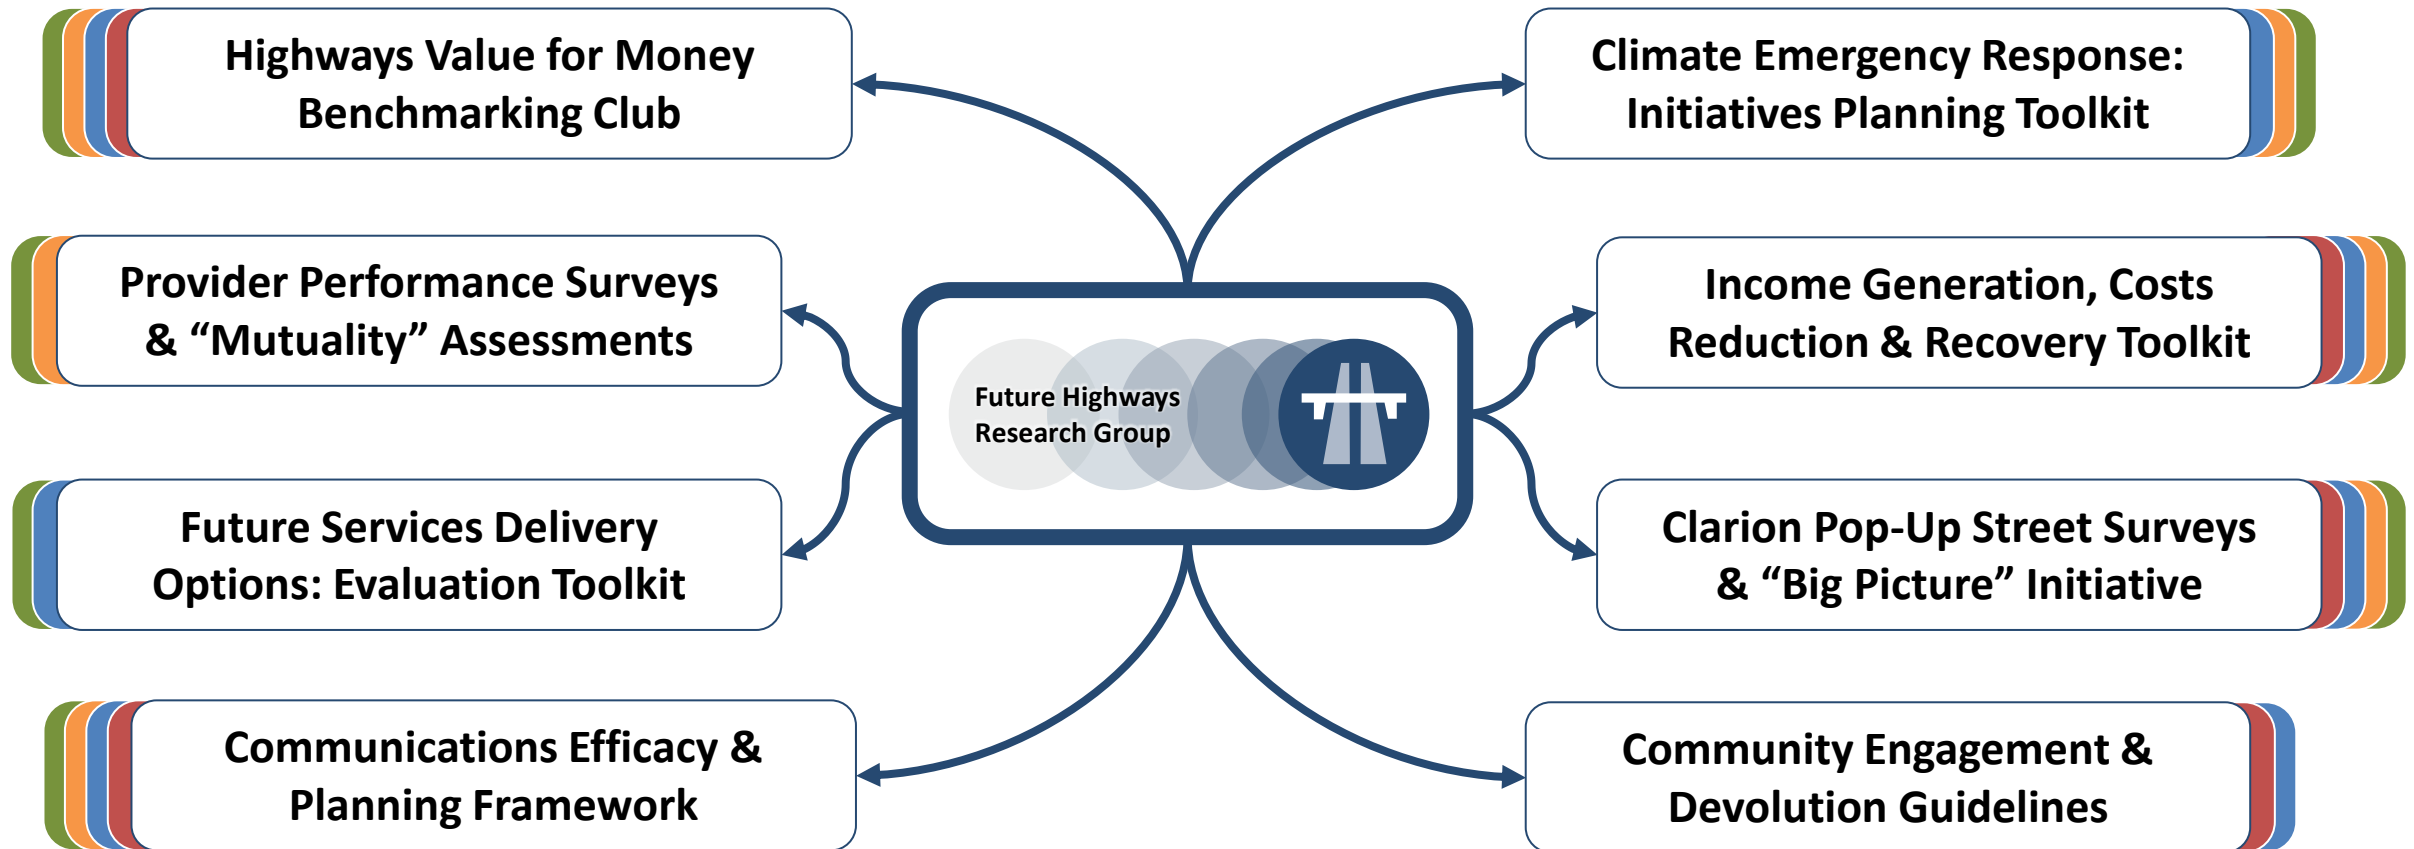 Highways Value for Money
Benchmarking Club
Climate Emergency Response:
Initiatives Planning Toolkit
Provider Performance Surveys
& “Mutuality” Assessments
Income Generation, Costs
Reduction & Recovery Toolkit
Future Highways
Research Group
Future Services Delivery
Options: Evaluation Toolkit
Clarion Pop-Up Street Surveys
& “Big Picture” Initiative
Communications Efficacy &
Planning Framework
Community Engagement &
Devolution Guidelines